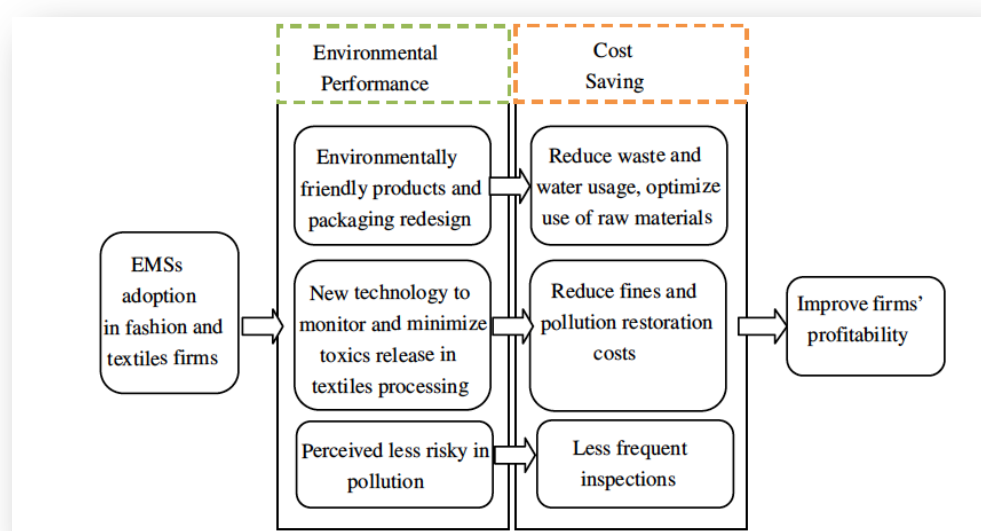 Environmental
Performance
Cost
Saving
Environmentally
friendly products and
packaging redesign
Reduce waste and
water usage, optimize
use of raw materials
EMSs
adoption
in fashion and
textiles firms
New technology to
monitor and minimize
toxics release in
textiles processing
Reduce fines and
pollution restoration
costs
Improve firms’
profitability
Perceived less risky in
pollution
Less frequent
inspections